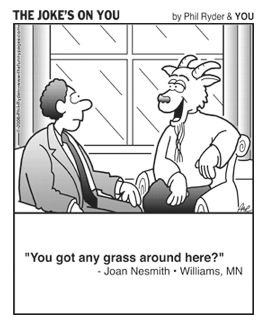 THE JOKE'S ON YOU
by Phil Ryder & YOU
"You got any grass around here?"
- Joan Nesmith • Williams, MN